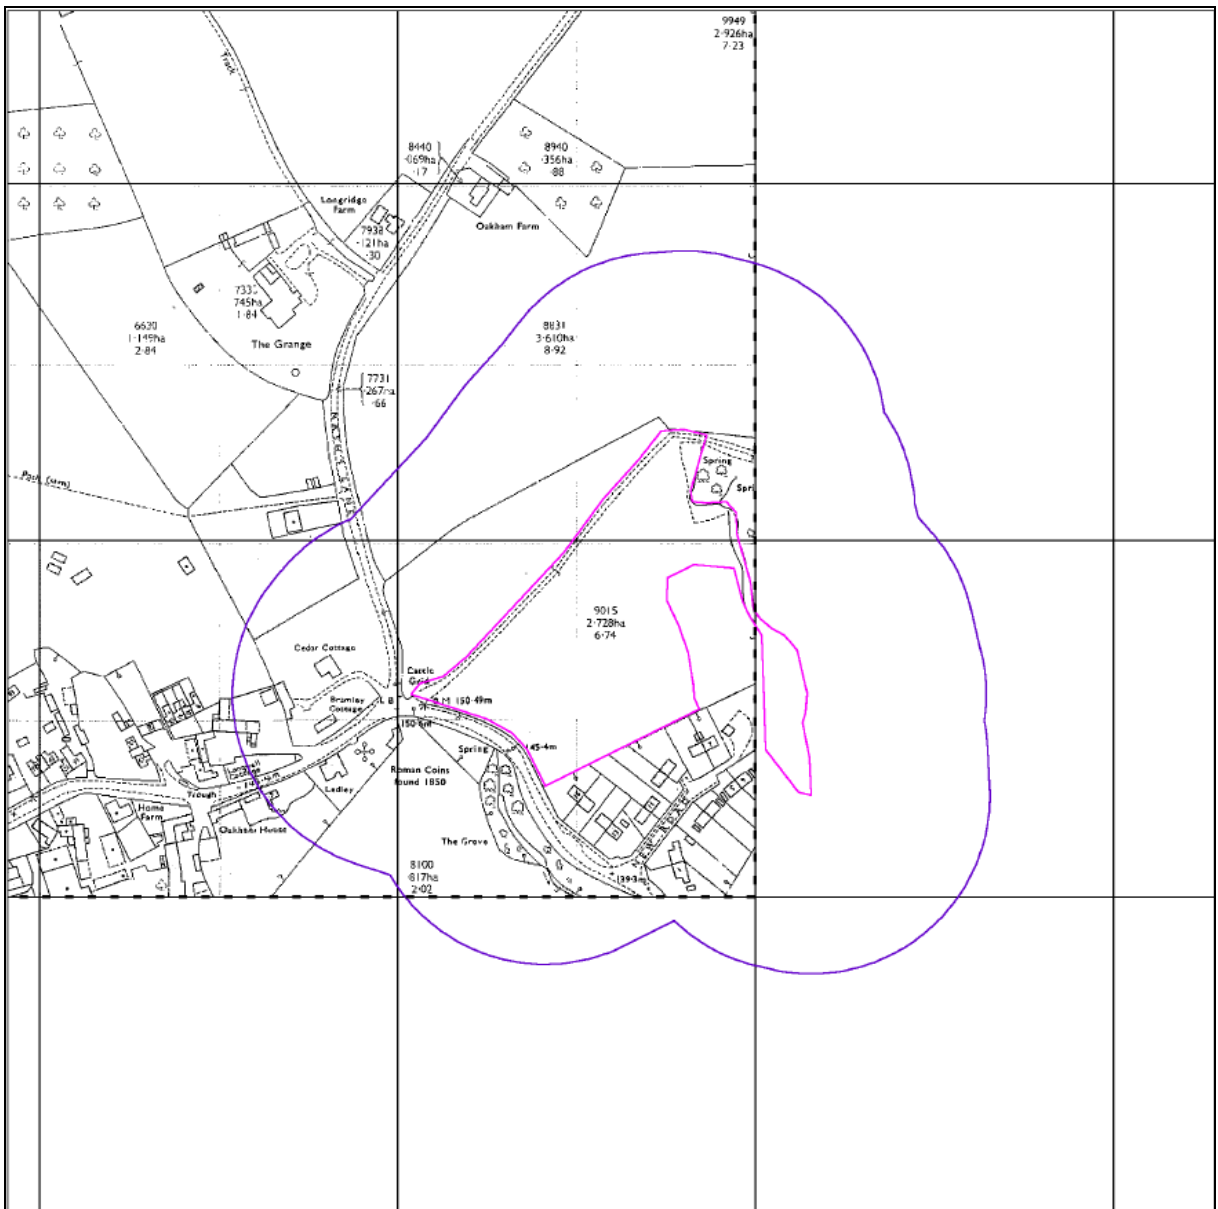 9949
2·926ha
7·23
Track
8440
·069ha
·17
8940
·356ha
·88
Longridge
Farm
7938
·121ha
·30
Oakham Farm
745ha
1·84
6630
1·149ha
2·84
The Grange
8831
3·610ha
8·92
7731
·267ha
·66
LANE
Path (um)
Spring
Spri
9015
2·728ha
6·74
Cedar Cottage
Cattle
Grid
Bramley
Cottage
L B
B M 150·49m
150·6m
Spring
145·4m
Roman Coins
found 1850
Ledley
Trough
Home
Farm
Oakham House
The Grove
8100
·817ha
2·02
139·3m